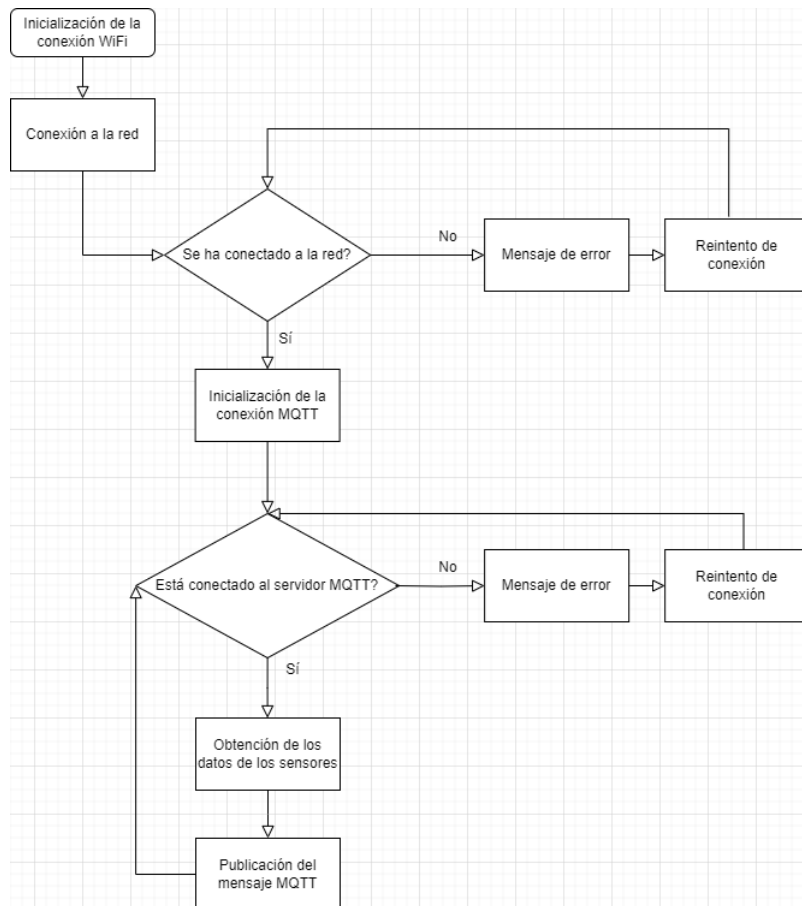 Inicialización de la
conexión WiFi
Conexión a la red
Se ha conectado a la red?
No
Mensaje de error
Reintento de
conexión
Sí
Inicialización de la
conexión MQTT
Está conectado al servidor MQTT?
No
Mensaje de error
Reintento de
conexión
Sí
Obtención de los
datos de los sensores
Publicación del
mensaje MQTT